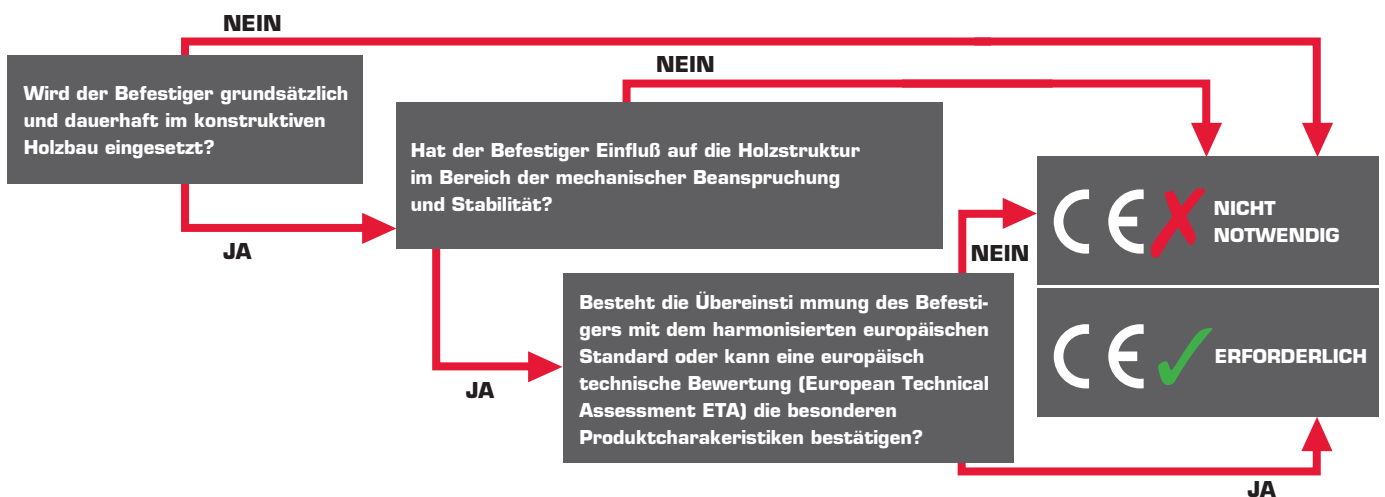 NEIN
Wird der Befestiger grundsätzlich
und dauerhaft im konstruktiven
Holzbau eingesetzt?
JA
NEIN
Hat der Befestiger Einfluß auf die Holzstruktur
im Bereich der mechanischer Beanspruchung
und Stabilität?
JA
Besteht die Übereinsti mmung des Befesti-
gers mit dem harmonisierten europäischen
Standard oder kann eine europäisch
technische Bewertung (European Technical
Assessment ETA) die besonderen
Produktcharakeristiken bestätigen?
NEIN
JA
CE ✗ NICHT
NOTWENDIG
CE ✓ ERFORDERLICH